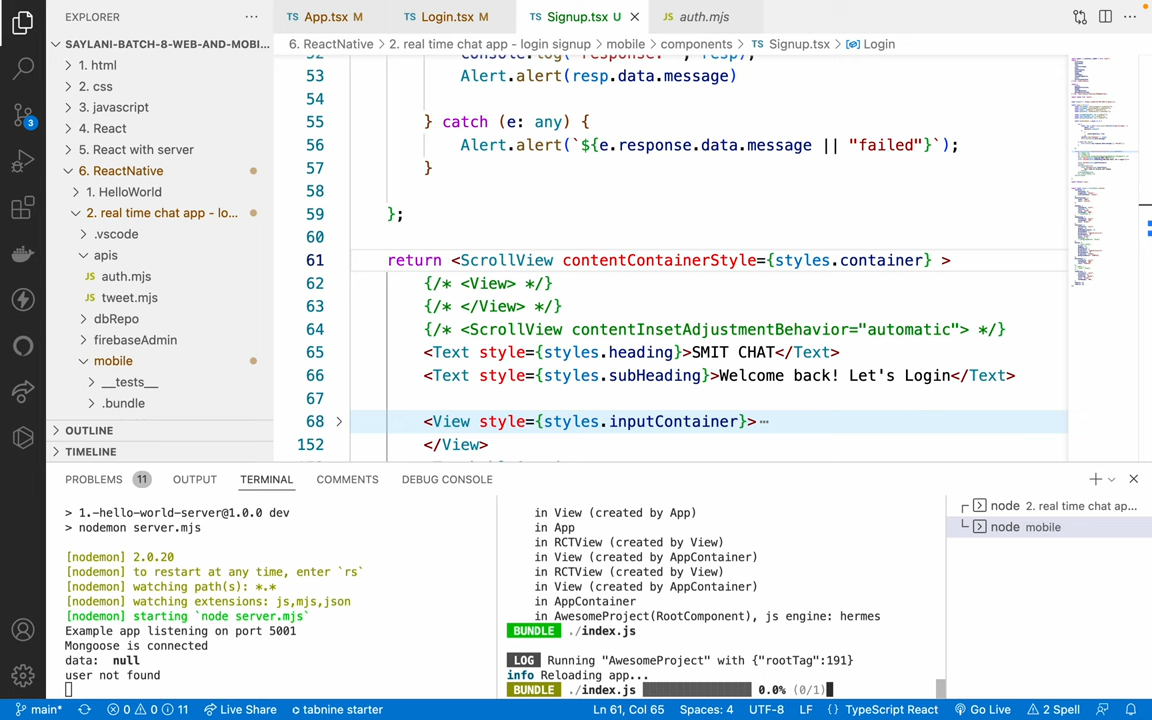 EXPLORER
TS App.tsx M
TS Login.tsx M
TS Signup.tsx U
JS auth.mjs
SAYLANI-BATCH-8-WEB-AND-MOBI...
6. ReactNative > 2. real time chat app - login signup > mobile > components > TS Signup.tsx > Login
1. html
2. css
3. javascript
4. React
5. React with server
6. ReactNative
1. HelloWorld
2. real time chat app - lo...
.vscode
apis
JS auth.mjs
JS tweet.mjs
dbRepo
firebaseAdmin
mobile
__tests__
.bundle
OUTLINE
TIMELINE
3
53 Alert.alert(resp.data.message)
54
55 } catch (e: any) {
56 Alert.alert(`${e.response.data.message || "failed"}`);
57 }
58
59 };
60
61 return <ScrollView contentContainerStyle={styles.container} >
62 {/* <View> */}
63 {/* </View> */}
64 {/* <ScrollView contentInsetAdjustmentBehavior="automatic"> */}
65 <Text style={styles.heading}>SMIT CHAT</Text>
66 <Text style={styles.subHeading}>Welcome back! Let's Login</Text>
67
68 <View style={styles.inputContainer}>…
152 </View>
PROBLEMS 11 OUTPUT TERMINAL COMMENTS DEBUG CONSOLE
> 1.-hello-world-server@1.0.0 dev
> nodemon server.mjs
[nodemon] 2.0.20
[nodemon] to restart at any time, enter `rs`
[nodemon] watching path(s): *.*
[nodemon] watching extensions: js,mjs,json
[nodemon] starting `node server.mjs`
Example app listening on port 5001
Mongoose is connected
data: null
user not found
in View (created by App)
in App
in RCTView (created by View)
in View (created by AppContainer)
in RCTView (created by View)
in View (created by AppContainer)
in AppContainer
in AwesomeProject(RootComponent), js engine: hermes
BUNDLE ./index.js
LOG Running "AwesomeProject" with {"rootTag":191}
info Reloading app...
BUNDLE ./index.js 0.0% (0/1)
node 2. real time chat ap...
node mobile
main* 0 0 11 Live Share tabnine starter Ln 61, Col 65 Spaces: 4 UTF-8 LF {} TypeScript React Go Live 2 Spell